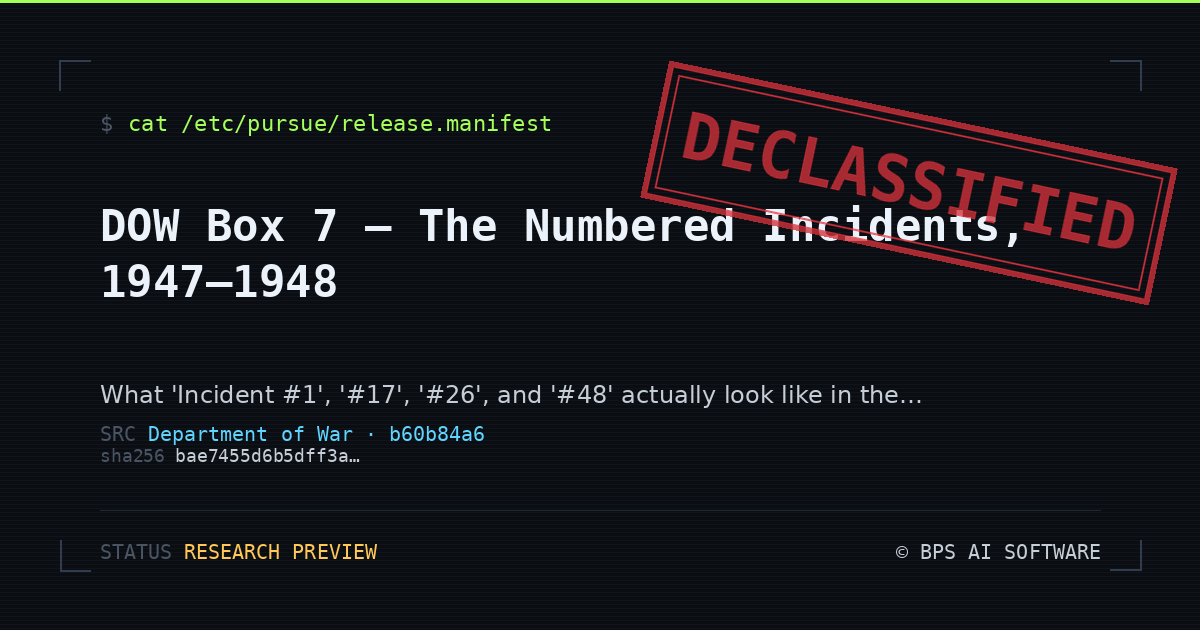 $ cat /etc/pursue/release.manifest
DECLASSIFIED
DOW Box 7 — The Numbered Incidents,
1947—1948
What 'Incident #1', '#17', '#26', and '#48' actually look like in the…
SRC Department of War · b60b84a6
sha256 bae7455d6b5dff3a…
STATUS RESEARCH PREVIEW
© BPS AI SOFTWARE